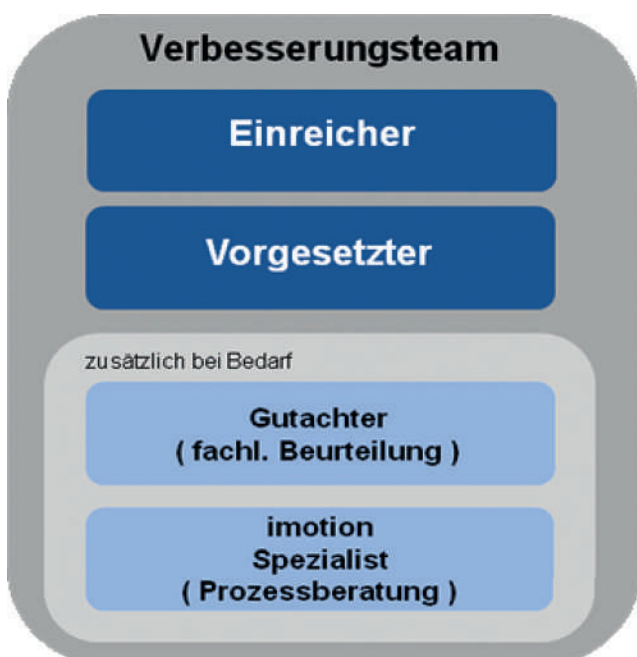 Verbesserungsteam
Einreicher
Vorgesetzter
zusätzlich bei Bedarf
Gutachter
( fachl. Beurteilung )
imotion
Spezialist
( Prozessberatung )